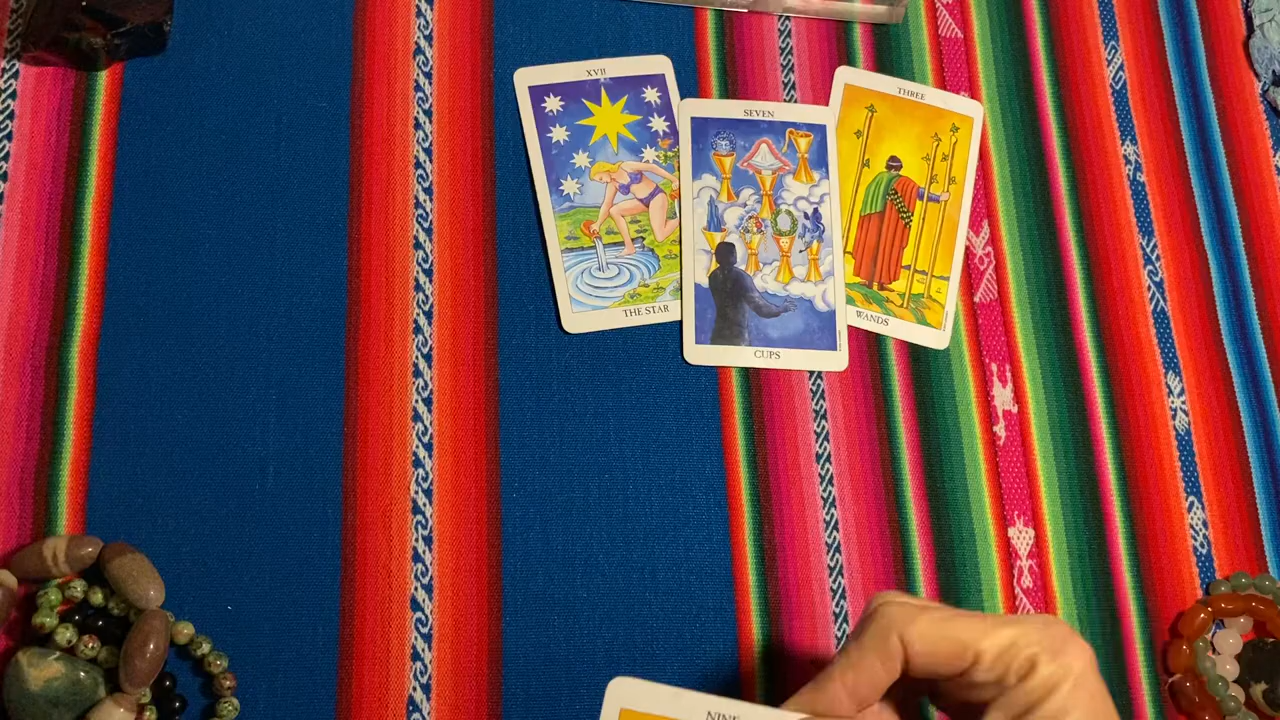 XVII
THE STAR
SEVEN
CUPS
THREE
WANDS
NINE